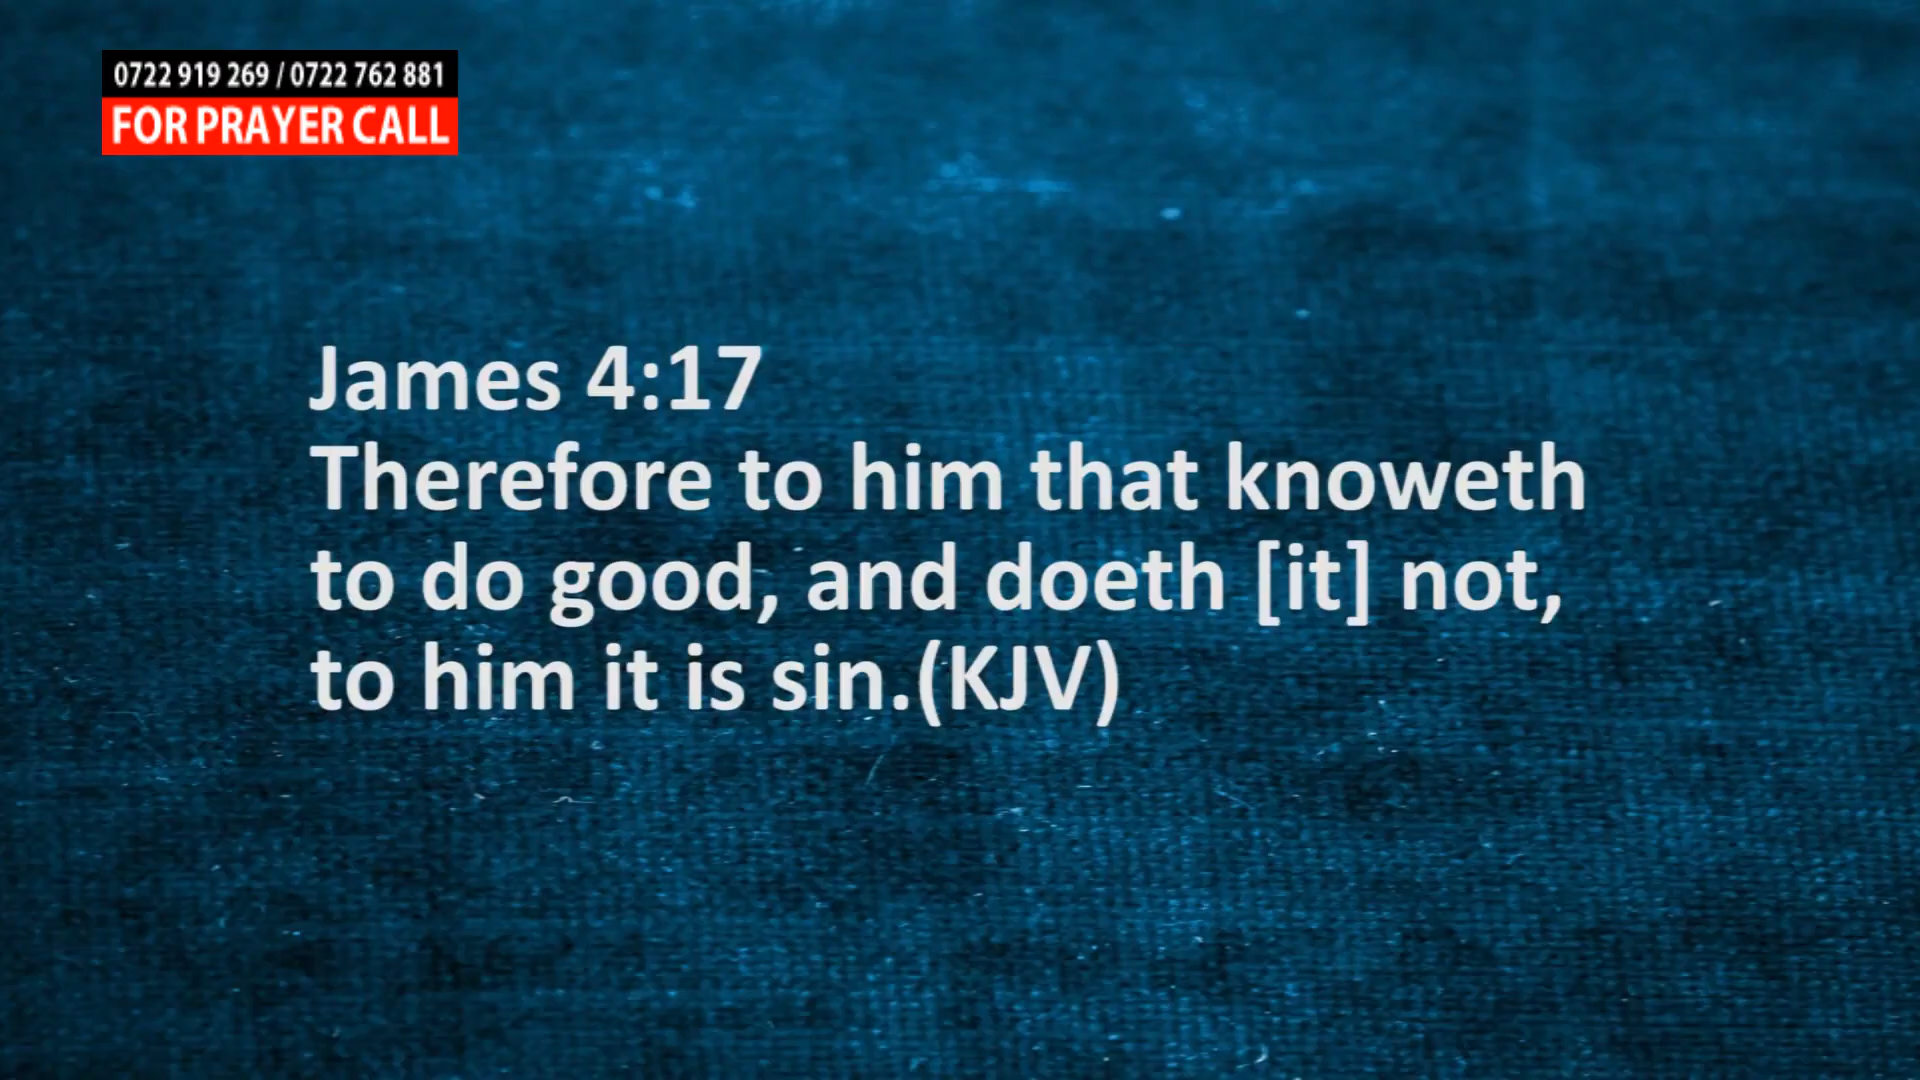 0722 919 269 / 0722 762 881
FOR PRAYER CALL
James 4:17
Therefore to him that knoweth
to do good, and doeth [it] not,
to him it is sin.(KJV)